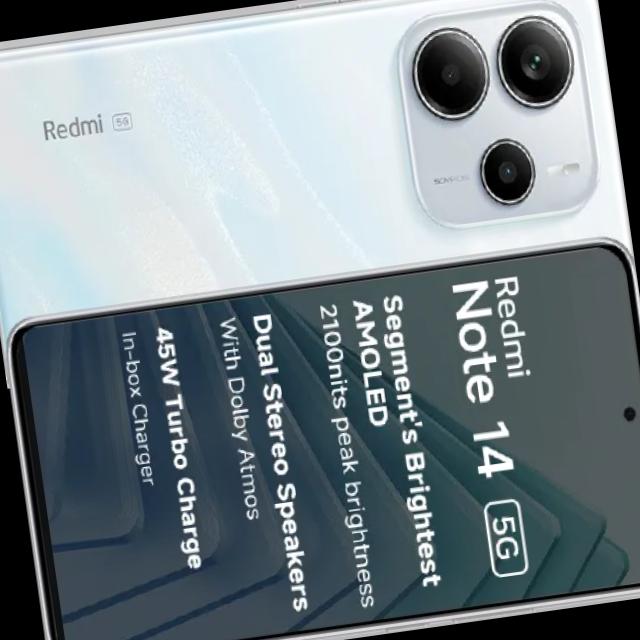 Redmi 5G
Redmi
Note 14 5G
Segment's Brightest
AMOLED
2100nits peak brightness
Dual Stereo Speakers
With Dolby Atmos
45W Turbo Charge
In-box Charger